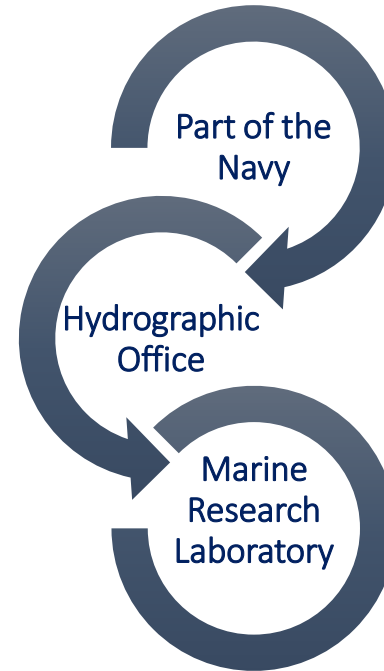 Part of the
Navy
Hydrographic
Office
Marine
Research
Laboratory